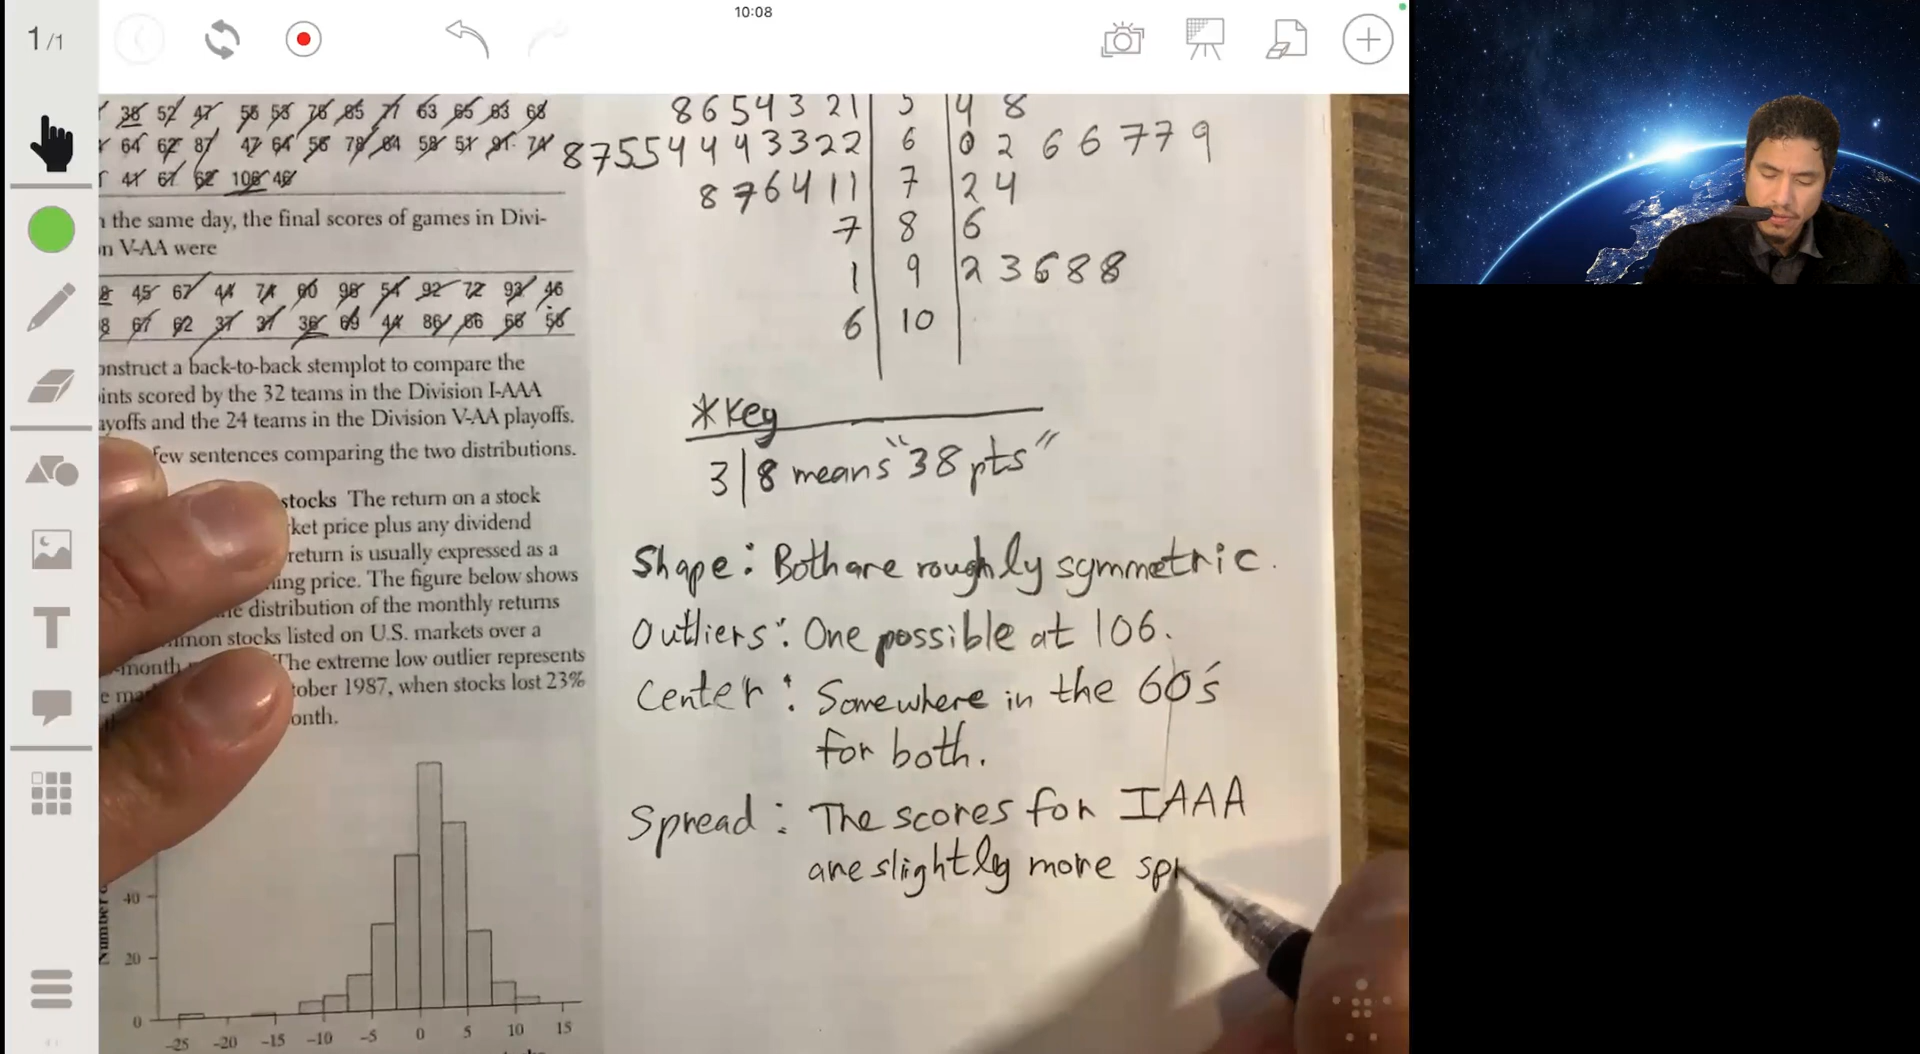 10:08
1/1
38 52 47 56 58 76 85 71 63 65 83 68
64 62 87 47 64 56 78 64 58 51 91 74
41 67 62 106 46
the same day, the final scores of games in Divi-
V-AA were
45 67 44 74 60 98 54 92 72 93 46
8 67 62 37 37 36 69 44 86 66 66 58
onstruct a back-to-back stemplot to compare the
ints scored by the 32 teams in the Division I-AAA
ayoffs and the 24 teams in the Division V-AA playoffs.
few sentences comparing the two distributions.
stocks The return on a stock
ket price plus any dividend
return is usually expressed as a
ing price. The figure below shows
distribution of the monthly returns
mon stocks listed on U.S. markets over a
-month The extreme low outlier represents
tober 1987, when stocks lost 23%
onth.
40
20
0
-25 -20 -15 -10 -5 0 5 10 15
8 6 5 4 3 2 1 | 5 | 4 8
8 7 5 5 4 4 4 3 3 2 2 | 6 | 0 2 6 6 7 7 9
8 7 6 4 1 1 | 7 | 2 4
7 | 8 | 6
1 | 9 | 2 3 6 8 8
6 | 10 |
*Key
3|8 means "38 pts"
Shape: Both are roughly symmetric.
Outliers: One possible at 106.
Center: Somewhere in the 60's
for both.
Spread: The scores for IAAA
are slightly more spr